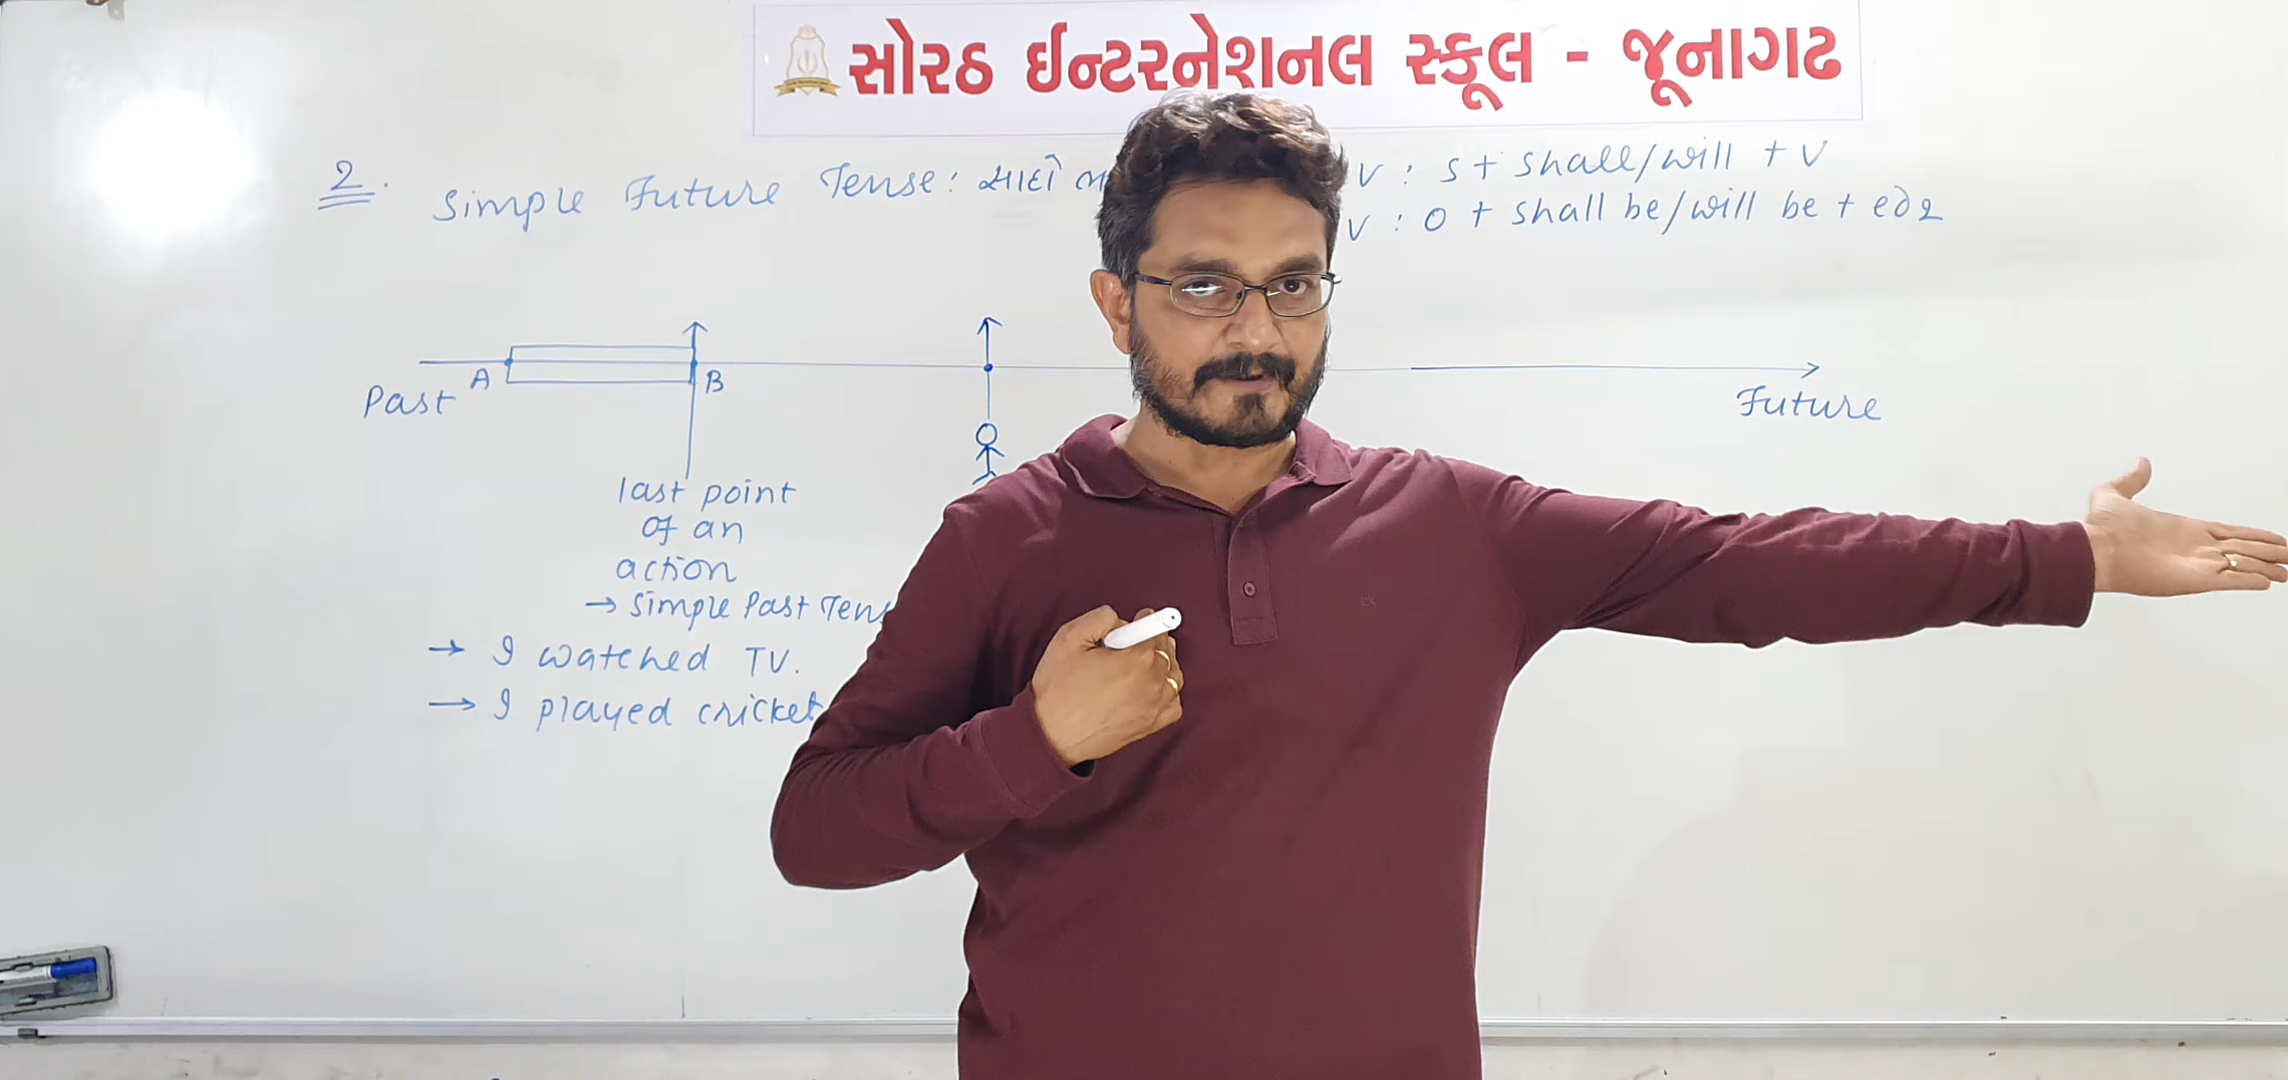 સોરઠ ઈન્ટરનેશનલ સ્કૂલ - જૂનાગઢ
2. Simple Future Tense: સાદો ભ V : S + shall/will + V
V : O + shall be/will be + ed2
Past A B Future
last point
of an
action
→ Simple Past Tens
→ I watched TV.
→ I played cricket